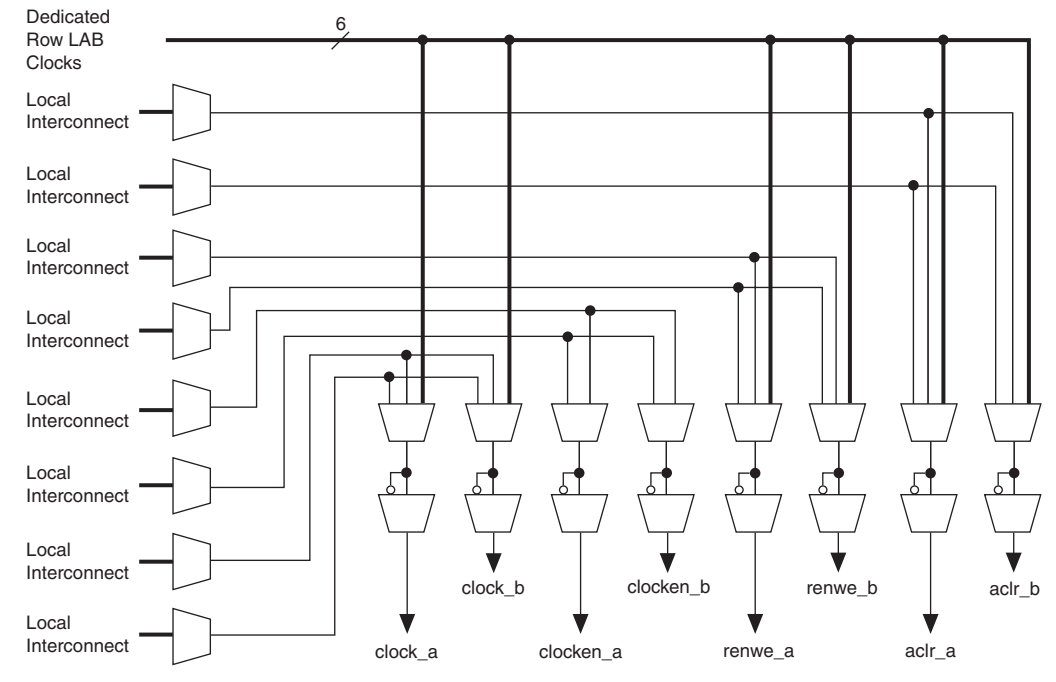 Dedicated
Row LAB
Clocks
6
Local
Interconnect
Local
Interconnect
Local
Interconnect
Local
Interconnect
Local
Interconnect
Local
Interconnect
Local
Interconnect
Local
Interconnect
clock_b
clocken_b
renwe_b
aclr_b
clock_a
clocken_a
renwe_a
aclr_a